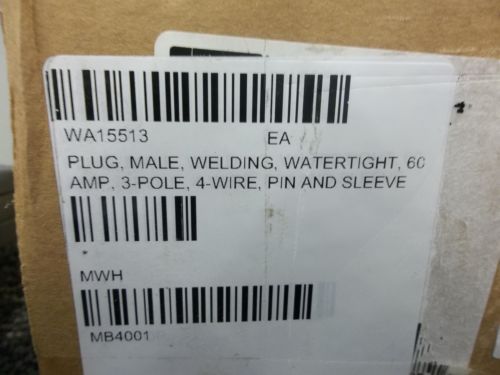 WA15513 EA
PLUG, MALE, WELDING, WATERTIGHT, 60
AMP, 3-POLE, 4-WIRE, PIN AND SLEEVE
MWH
MB4001